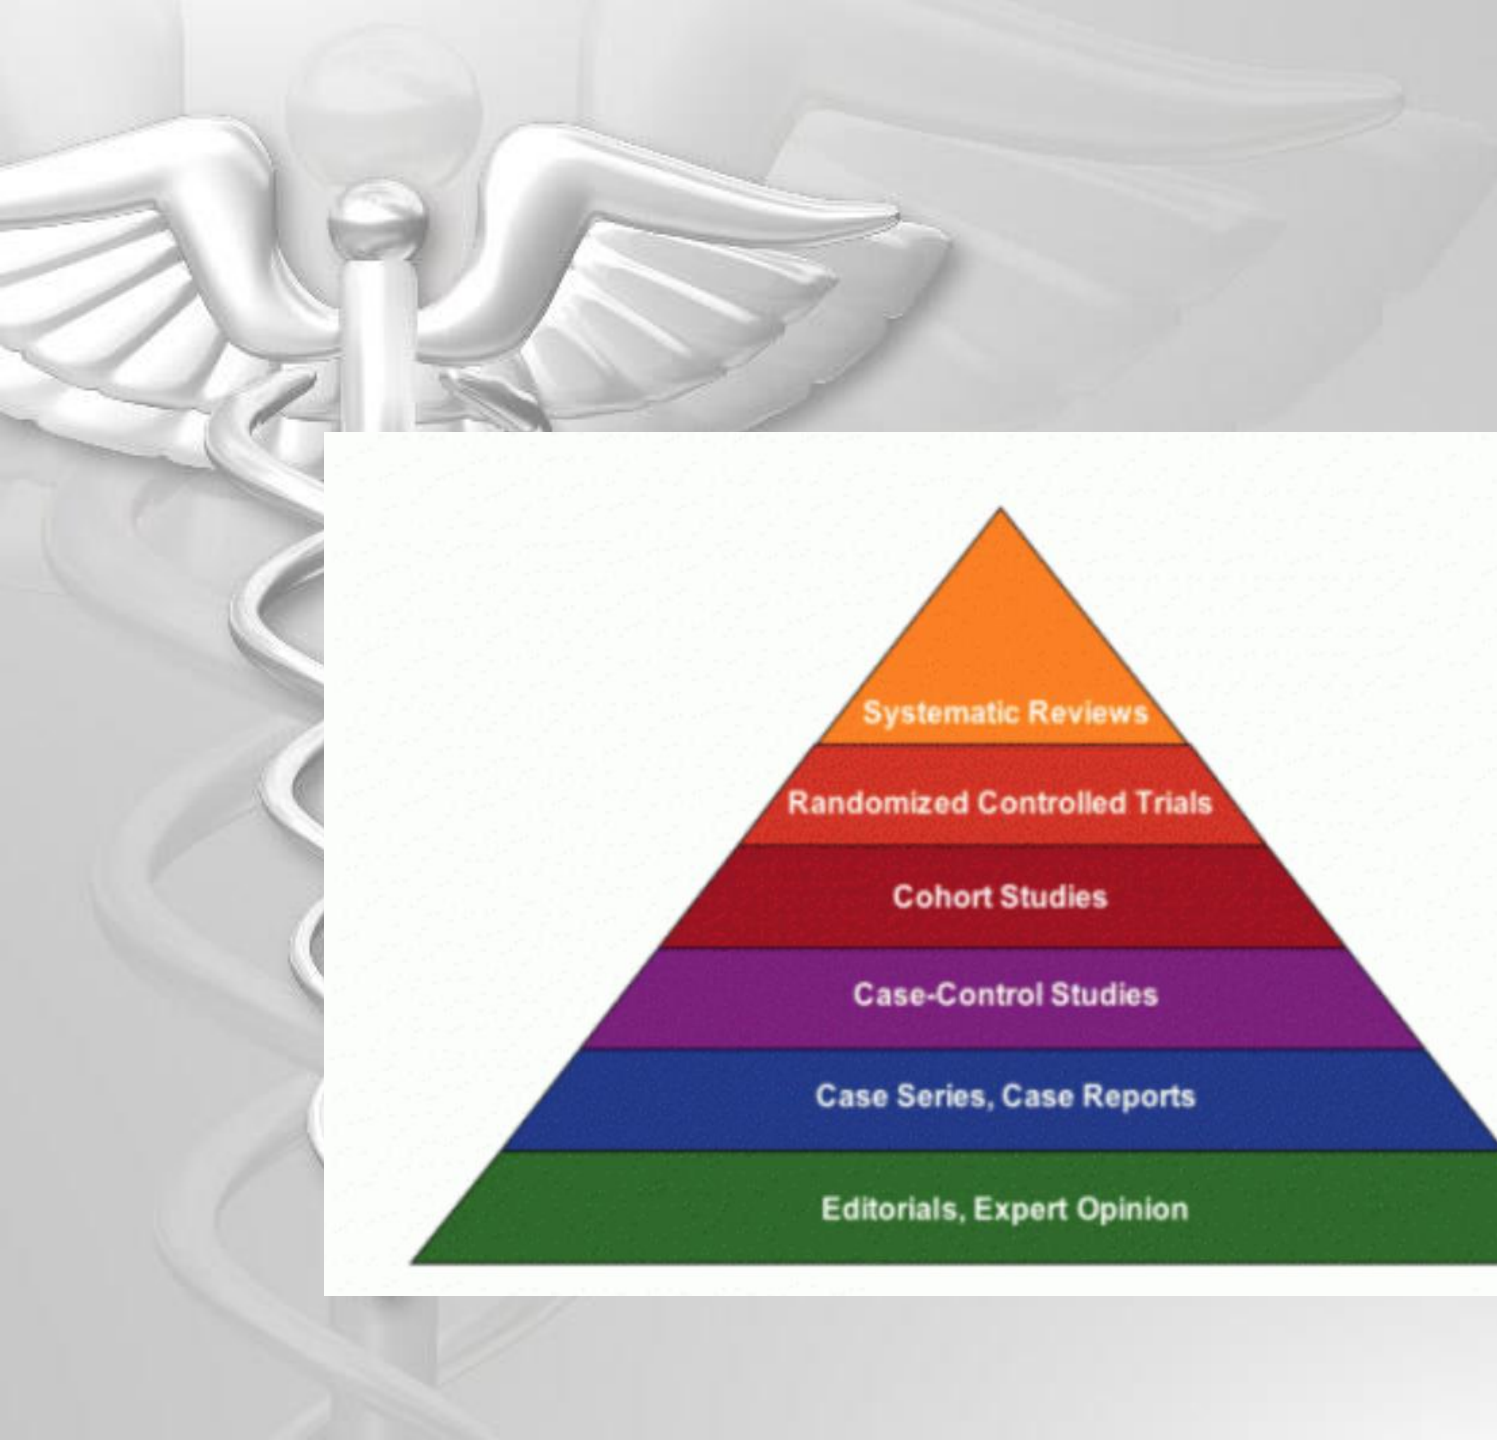 Systematic Reviews
Randomized Controlled Trials
Cohort Studies
Case-Control Studies
Case Series, Case Reports
Editorials, Expert Opinion